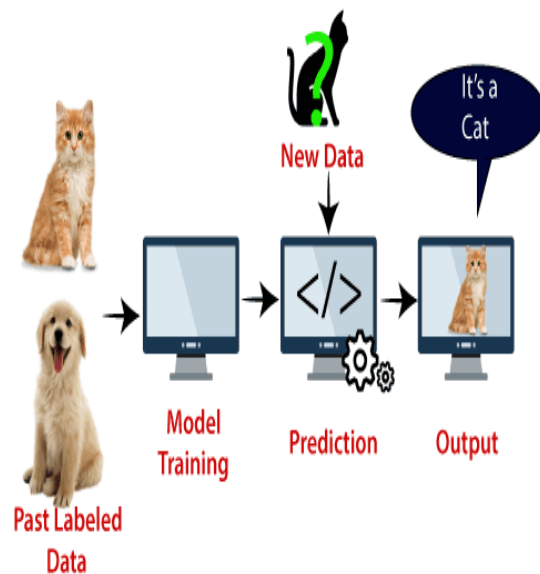 It's a
Cat
?
New Data
</>
Model
Training
Prediction
Output
Past Labeled
Data